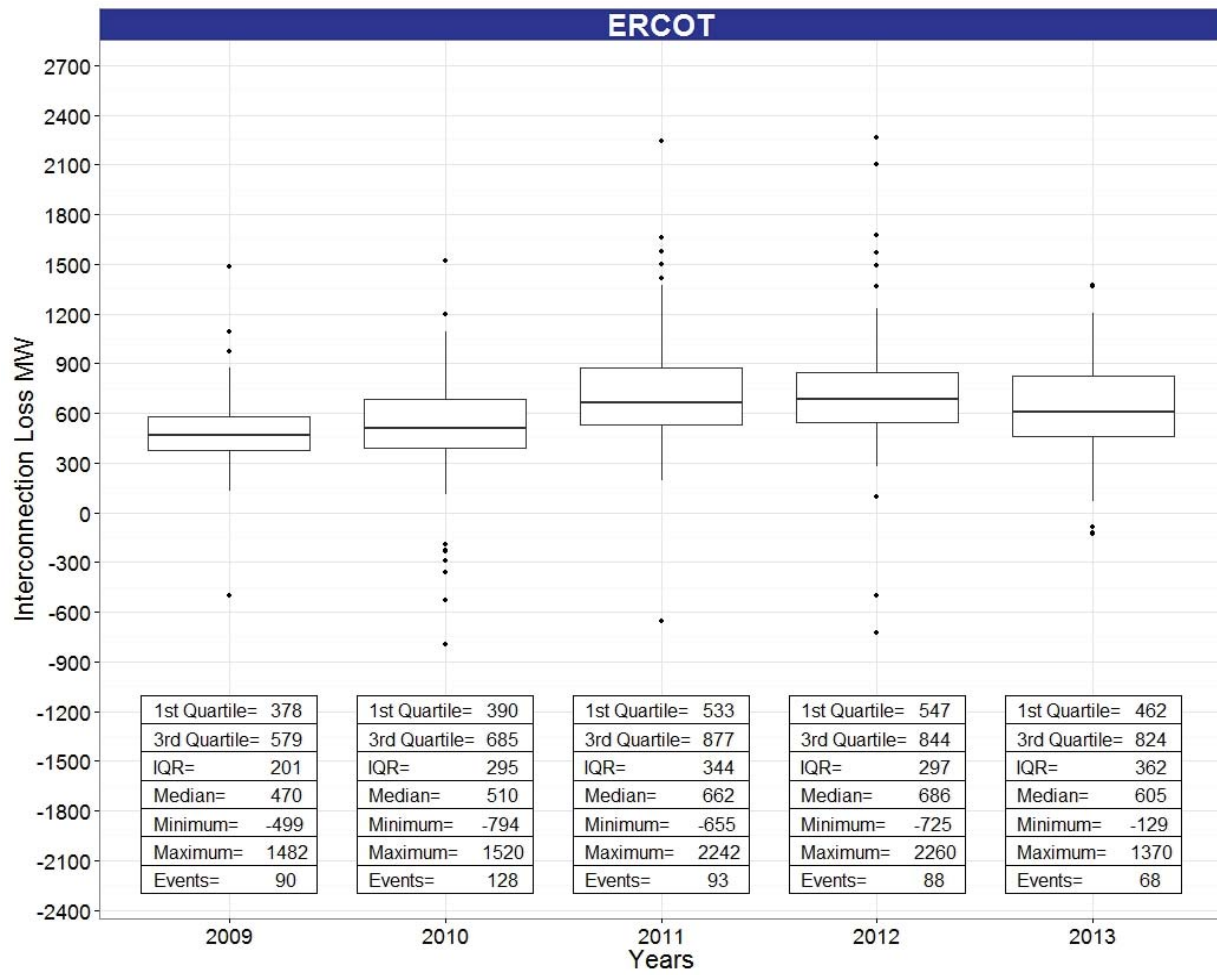 ERCOT
Interconnection Loss MW
2700
2400
2100
1800
1500
1200
900
600
300
0
-300
-600
-900
-1200
-1500
-1800
-2100
-2400
1st Quartile= 378
3rd Quartile= 579
IQR= 201
Median= 470
Minimum= -499
Maximum= 1482
Events= 90
1st Quartile= 390
3rd Quartile= 685
IQR= 295
Median= 510
Minimum= -794
Maximum= 1520
Events= 128
1st Quartile= 533
3rd Quartile= 877
IQR= 344
Median= 662
Minimum= -655
Maximum= 2242
Events= 93
1st Quartile= 547
3rd Quartile= 844
IQR= 297
Median= 686
Minimum= -725
Maximum= 2260
Events= 88
1st Quartile= 462
3rd Quartile= 824
IQR= 362
Median= 605
Minimum= -129
Maximum= 1370
Events= 68
2009 2010 2011 2012 2013
Years